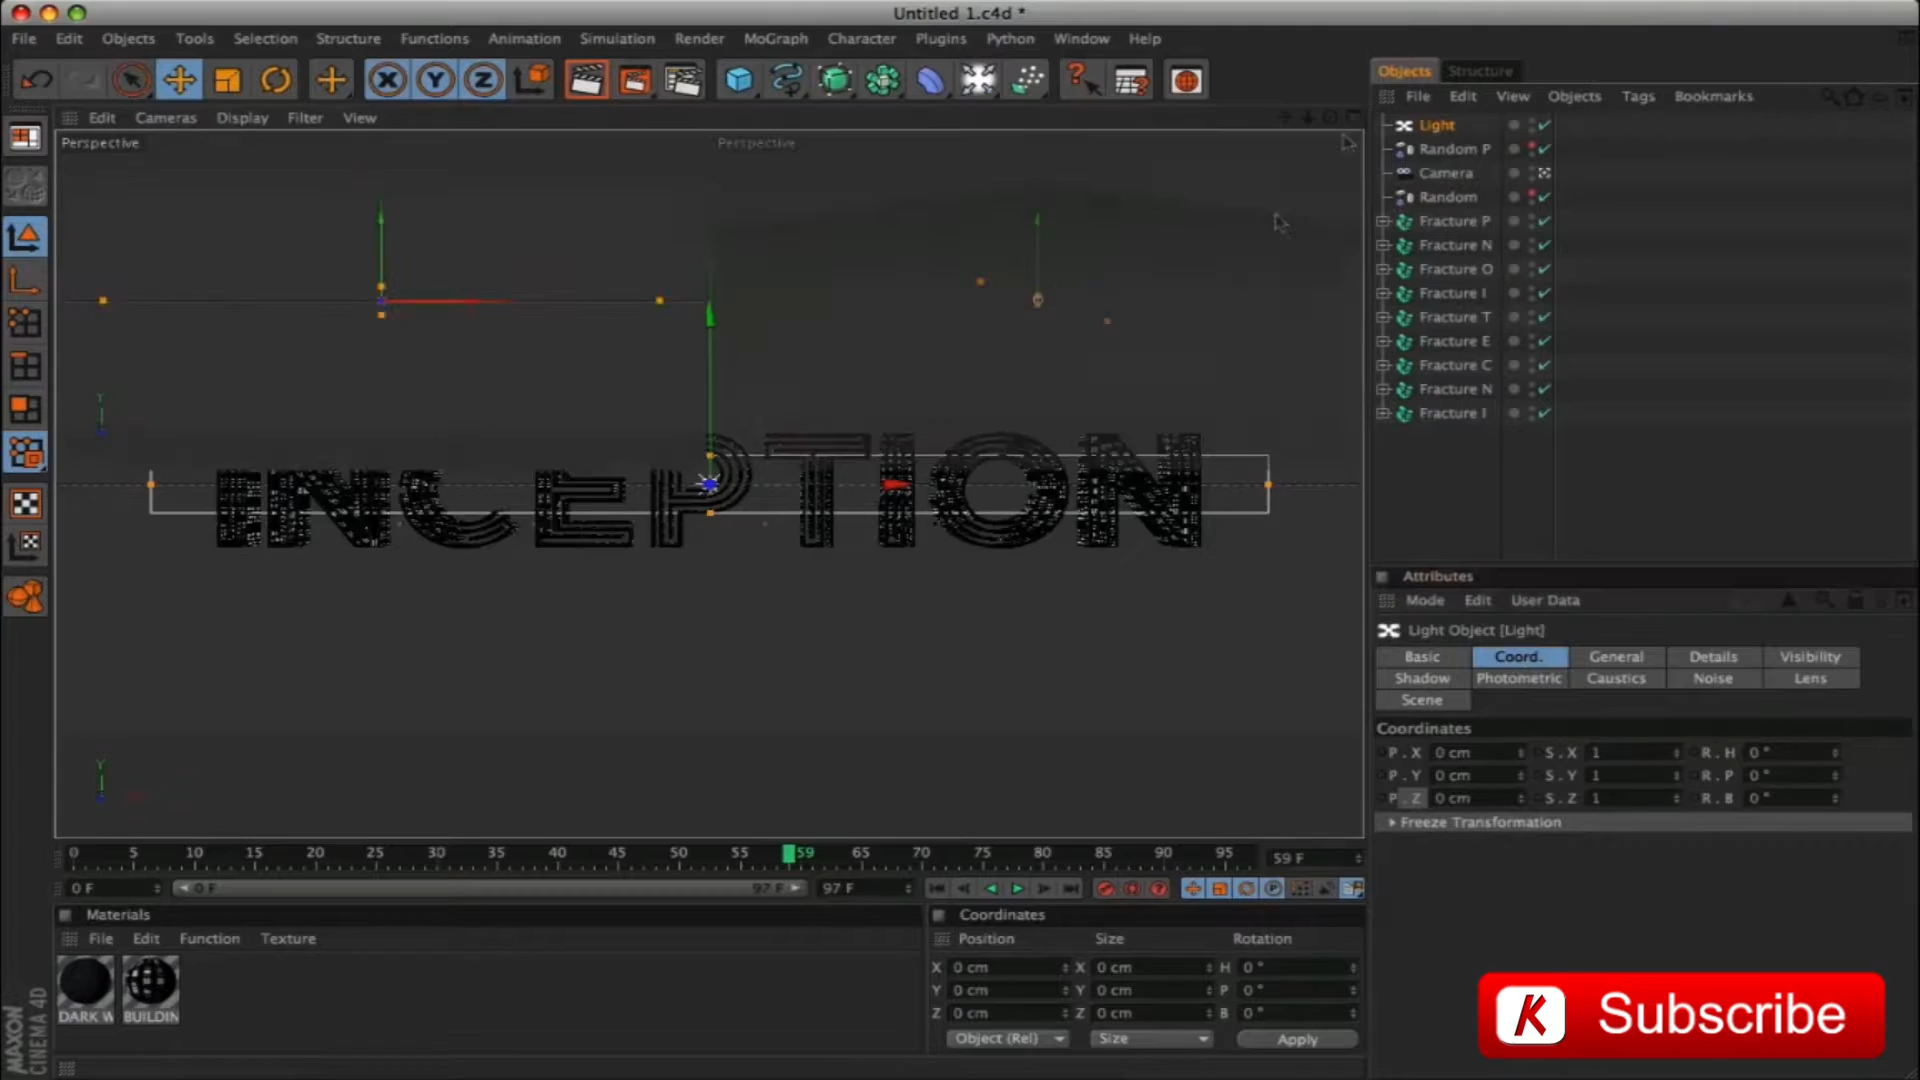 Untitled 1.c4d *
File Edit Objects Tools Selection Structure Functions Animation Simulation Render MoGraph Character Plugins Python Window Help
X Y Z
Objects Structure
File Edit View Objects Tags Bookmarks
Edit Cameras Display Filter View
Perspective
Perspective
Light
Random P
Camera
Random
Fracture P
Fracture N
Fracture O
Fracture I
Fracture T
Fracture E
Fracture C
Fracture N
Fracture I
Y
INCEPTION
Y
Attributes
Mode Edit User Data
Light Object [Light]
Basic Coord. General Details Visibility
Shadow Photometric Caustics Noise Lens
Scene
Coordinates
P . X 0 cm S . X 1 R . H 0 °
P . Y 0 cm S . Y 1 R . P 0 °
P . Z 0 cm S . Z 1 R . B 0 °
Freeze Transformation
0 5 10 15 20 25 30 35 40 45 50 55 59 65 70 75 80 85 90 95 59 F
0 F 0 F 97 F 97 F
Materials
File Edit Function Texture
DARK W BUILDIN
Coordinates
Position Size Rotation
X 0 cm X 0 cm H 0 °
Y 0 cm Y 0 cm P 0 °
Z 0 cm Z 0 cm B 0 °
Object (Rel) Size Apply
MAXON
CINEMA 4D
K Subscribe